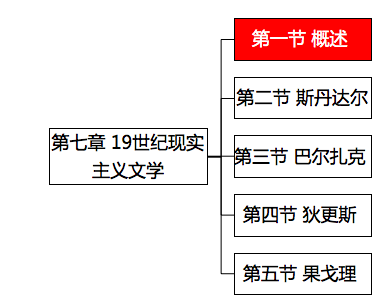 第一节 概述
第二节 斯丹达尔
第七章 19世纪现实
主义文学
第三节 巴尔扎克
第四节 狄更斯
第五节 果戈理